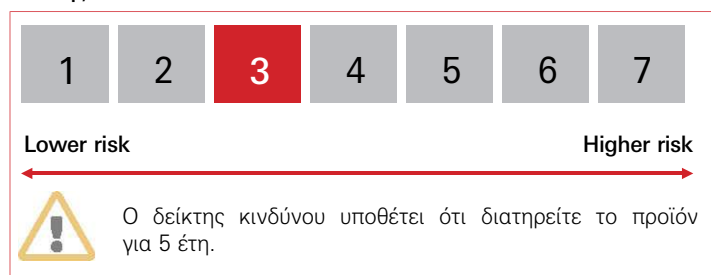 1 2 3 4 5 6 7
Lower risk Higher risk
Ο δείκτης κινδύνου υποθέτει ότι διατηρείτε το προϊόν
για 5 έτη.